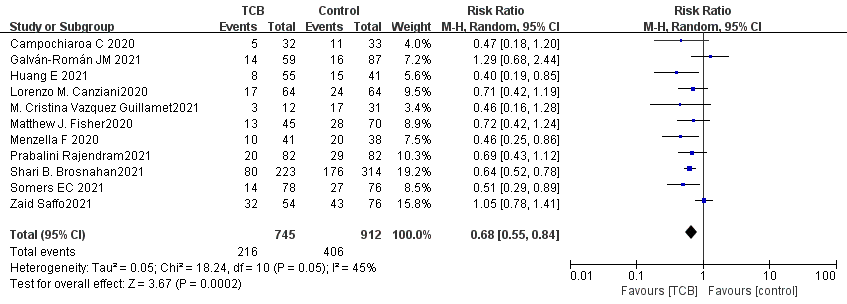 TCB Control Risk Ratio Risk Ratio
Study or Subgroup Events Total Events Total Weight M-H, Random, 95% CI M-H, Random, 95% CI
Campochiaroa C 2020 5 32 11 33 4.0% 0.47 [0.18, 1.20]
Galván-Román JM 2021 14 59 16 87 7.2% 1.29 [0.68, 2.44]
Huang E 2021 8 55 15 41 5.4% 0.40 [0.19, 0.85]
Lorenzo M. Canziani2020 17 64 24 64 9.2% 0.71 [0.42, 1.19]
M. Cristina Vazquez Guillamet2021 3 12 17 31 3.3% 0.46 [0.16, 1.28]
Matthew J. Fisher2020 13 45 28 70 8.8% 0.72 [0.42, 1.24]
Menzella F 2020 10 41 20 38 7.5% 0.46 [0.25, 0.86]
Prabalini Rajendram2021 20 82 29 82 10.3% 0.69 [0.43, 1.12]
Shari B. Brosnahan2021 80 223 176 314 19.2% 0.64 [0.52, 0.78]
Somers EC 2021 14 78 27 76 8.3% 0.51 [0.29, 0.89]
Zaid Saffo2021 32 54 43 76 15.8% 1.05 [0.78, 1.41]
Total (95% CI) 745 912 100.0% 0.68 [0.55, 0.84]
Total events 216 406
Heterogeneity: Tau² = 0.05; Chi² = 18.24, df = 10 (P = 0.05); I² = 45%
Test for overall effect: Z = 3.67 (P = 0.0002)
0.01 0.1 1 10 100
Favours [TCB] Favours [control]